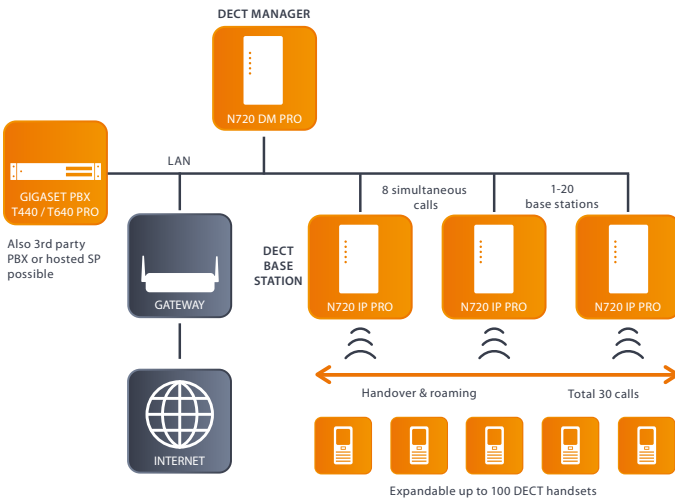 DECT MANAGER
N720 DM PRO
LAN
GIGASET PBX
T440 / T640 PRO
Also 3rd party
PBX or hosted SP
possible
GATEWAY
INTERNET
8 simultaneous
calls
1-20
base stations
DECT
BASE
STATION
N720 IP PRO
N720 IP PRO
N720 IP PRO
Handover & roaming
Total 30 calls
Expandable up to 100 DECT handsets